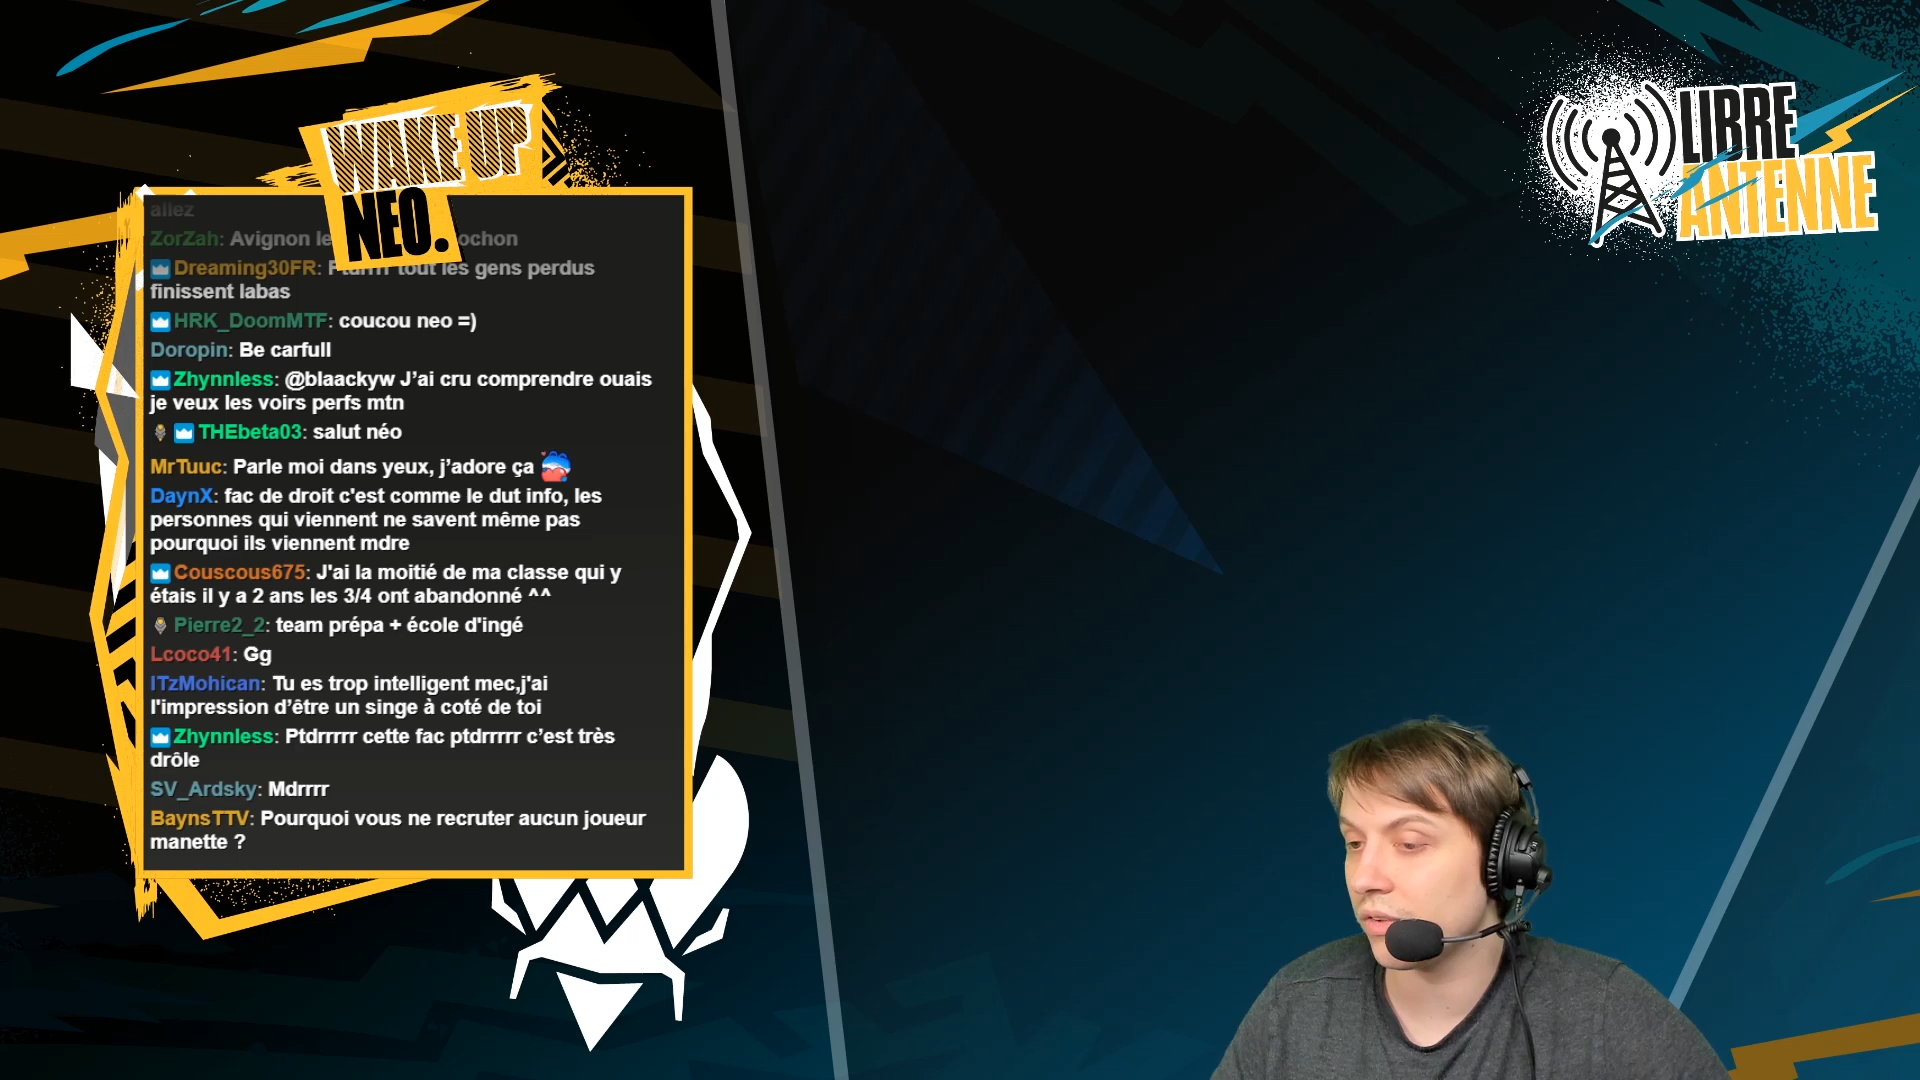 WAKE UP
NEO.
LIBRE
ANTENNE
allez
ZorZah: Avignon le ochon
Dreaming30FR: tout les gens perdus
finissent labas
HRK_DoomMTF: coucou neo =)
Doropin: Be carfull
Zhynnless: @blaackyw J’ai cru comprendre ouais
je veux les voirs perfs mtn
THEbeta03: salut néo
MrTuuc: Parle moi dans yeux, j’adore ça
DaynX: fac de droit c'est comme le dut info, les
personnes qui viennent ne savent même pas
pourquoi ils viennent mdre
Couscous675: J'ai la moitié de ma classe qui y
étais il y a 2 ans les 3/4 ont abandonné ^^
Pierre2_2: team prépa + école d'ingé
Lcoco41: Gg
ITzMohican: Tu es trop intelligent mec,j'ai
l'impression d’être un singe à coté de toi
Zhynnless: Ptdrrrrr cette fac ptdrrrrr c’est très
drôle
SV_Ardsky: Mdrrrr
BaynsTTV: Pourquoi vous ne recruter aucun joueur
manette ?